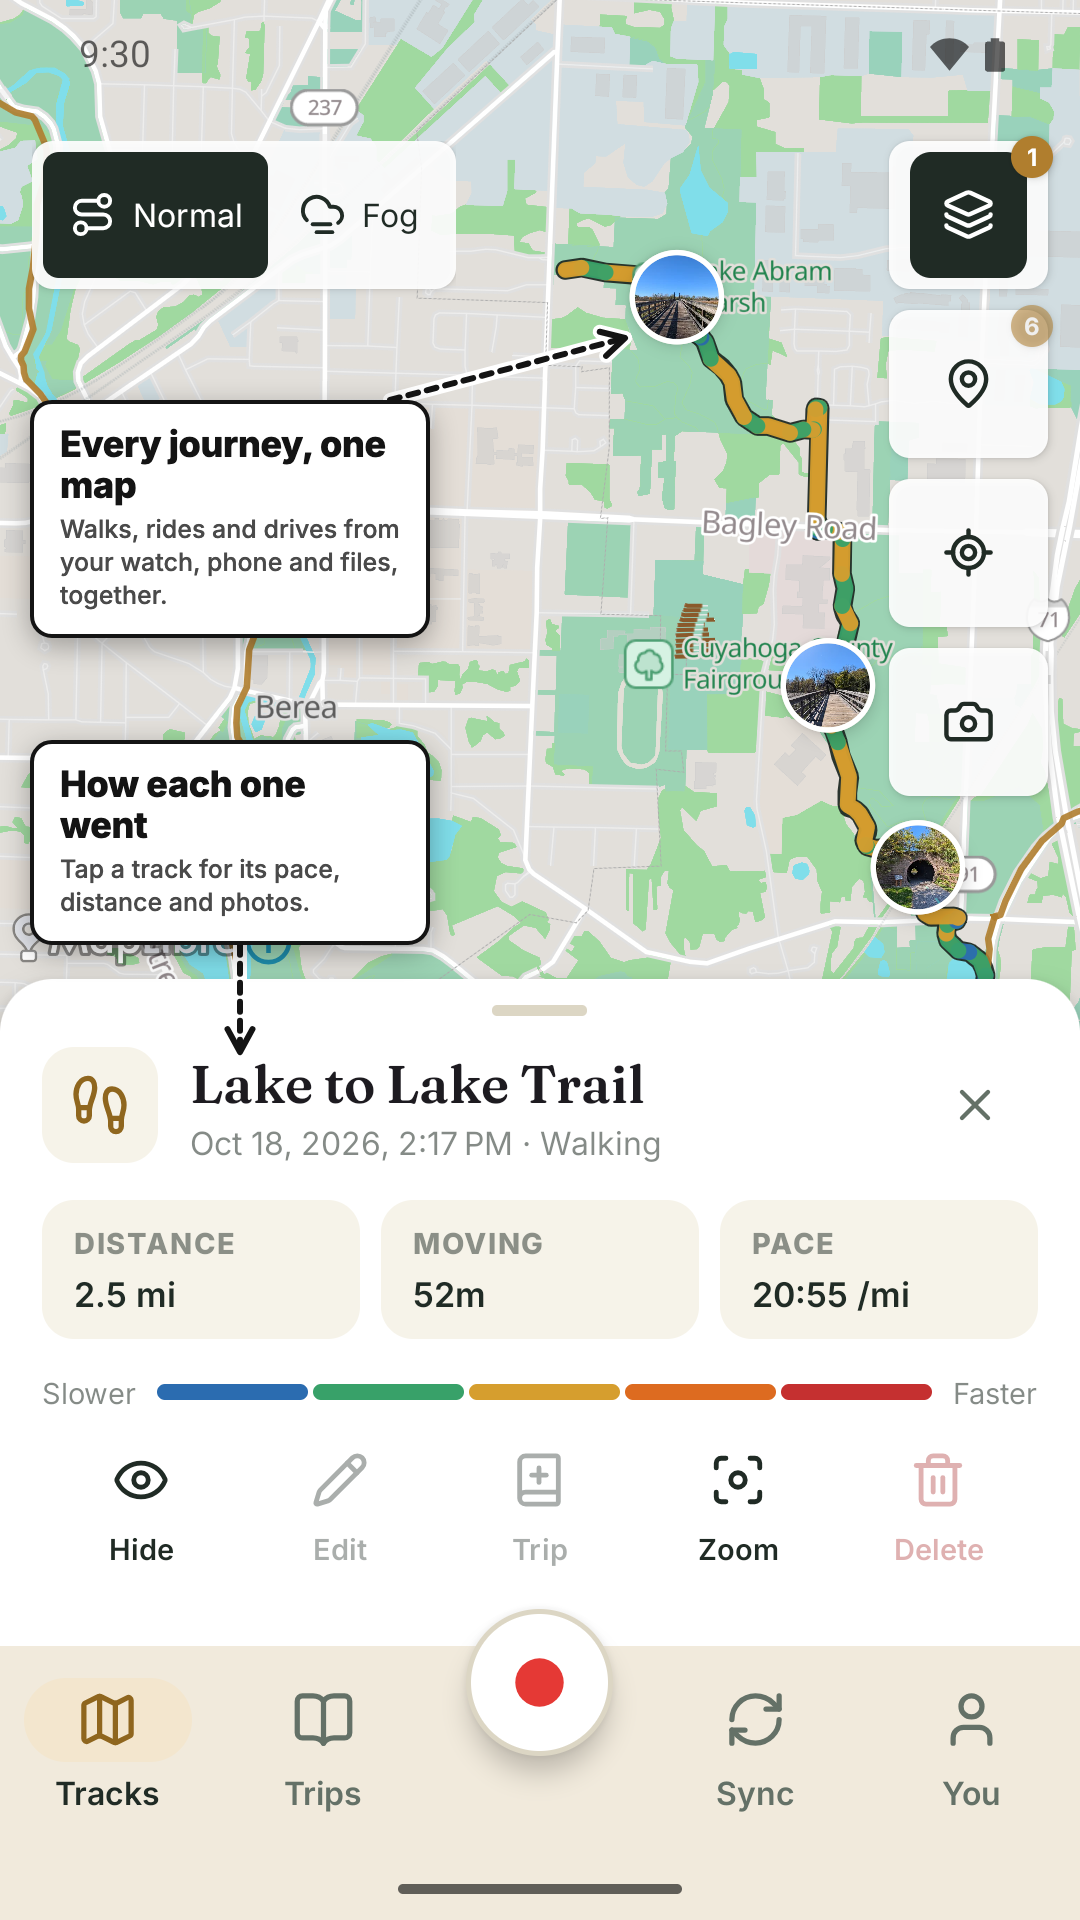 9:30
237
Normal
Fog
1
ke Abram
arsh
6
Every journey, one
map
Walks, rides and drives from
your watch, phone and files,
together.
Bagley Road
71
Cuyahoga
nty
Fairgrou
Berea
How each one
went
Tap a track for its pace,
distance and photos.
91
Lake to Lake Trail
Oct 18, 2026, 2:17 PM · Walking
DISTANCE
MOVING
PACE
2.5 mi
52m
20:55 /mi
Slower
Faster
Hide
Edit
Trip
Zoom
Delete
Tracks
Trips
Sync
You